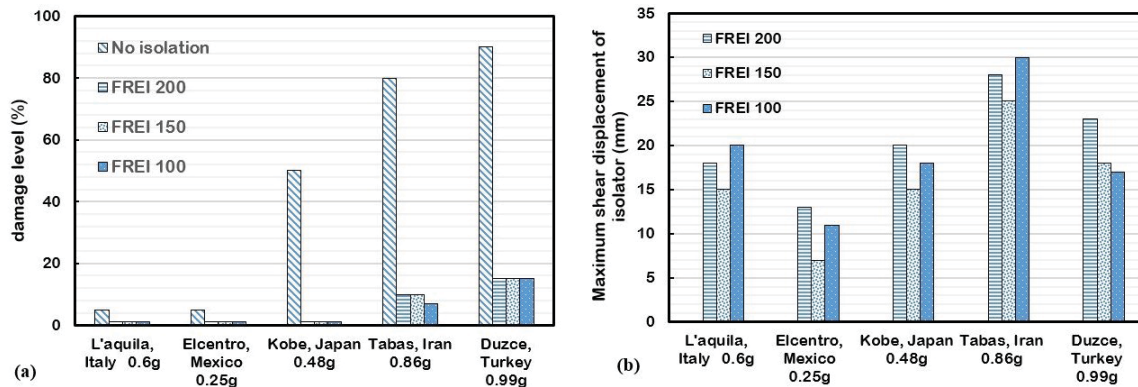 damage level (%)
100
80
60
40
20
0
No isolation
FREI 200
FREI 150
FREI 100
L'aquila,
Italy 0.6g
Elcentro,
Mexico
0.25g
Kobe, Japan
0.48g
Tabas, Iran
0.86g
Duzce,
Turkey
0.99g
(a)
Maximum shear displacement of
isolator (mm)
35
30
25
20
15
10
5
0
FREI 200
FREI 150
FREI 100
L'aquila,
Italy 0.6g
Elcentro,
Mexico
0.25g
Kobe, Japan
0.48g
Tabas, Iran
0.86g
Duzce,
Turkey
0.99g
(b)